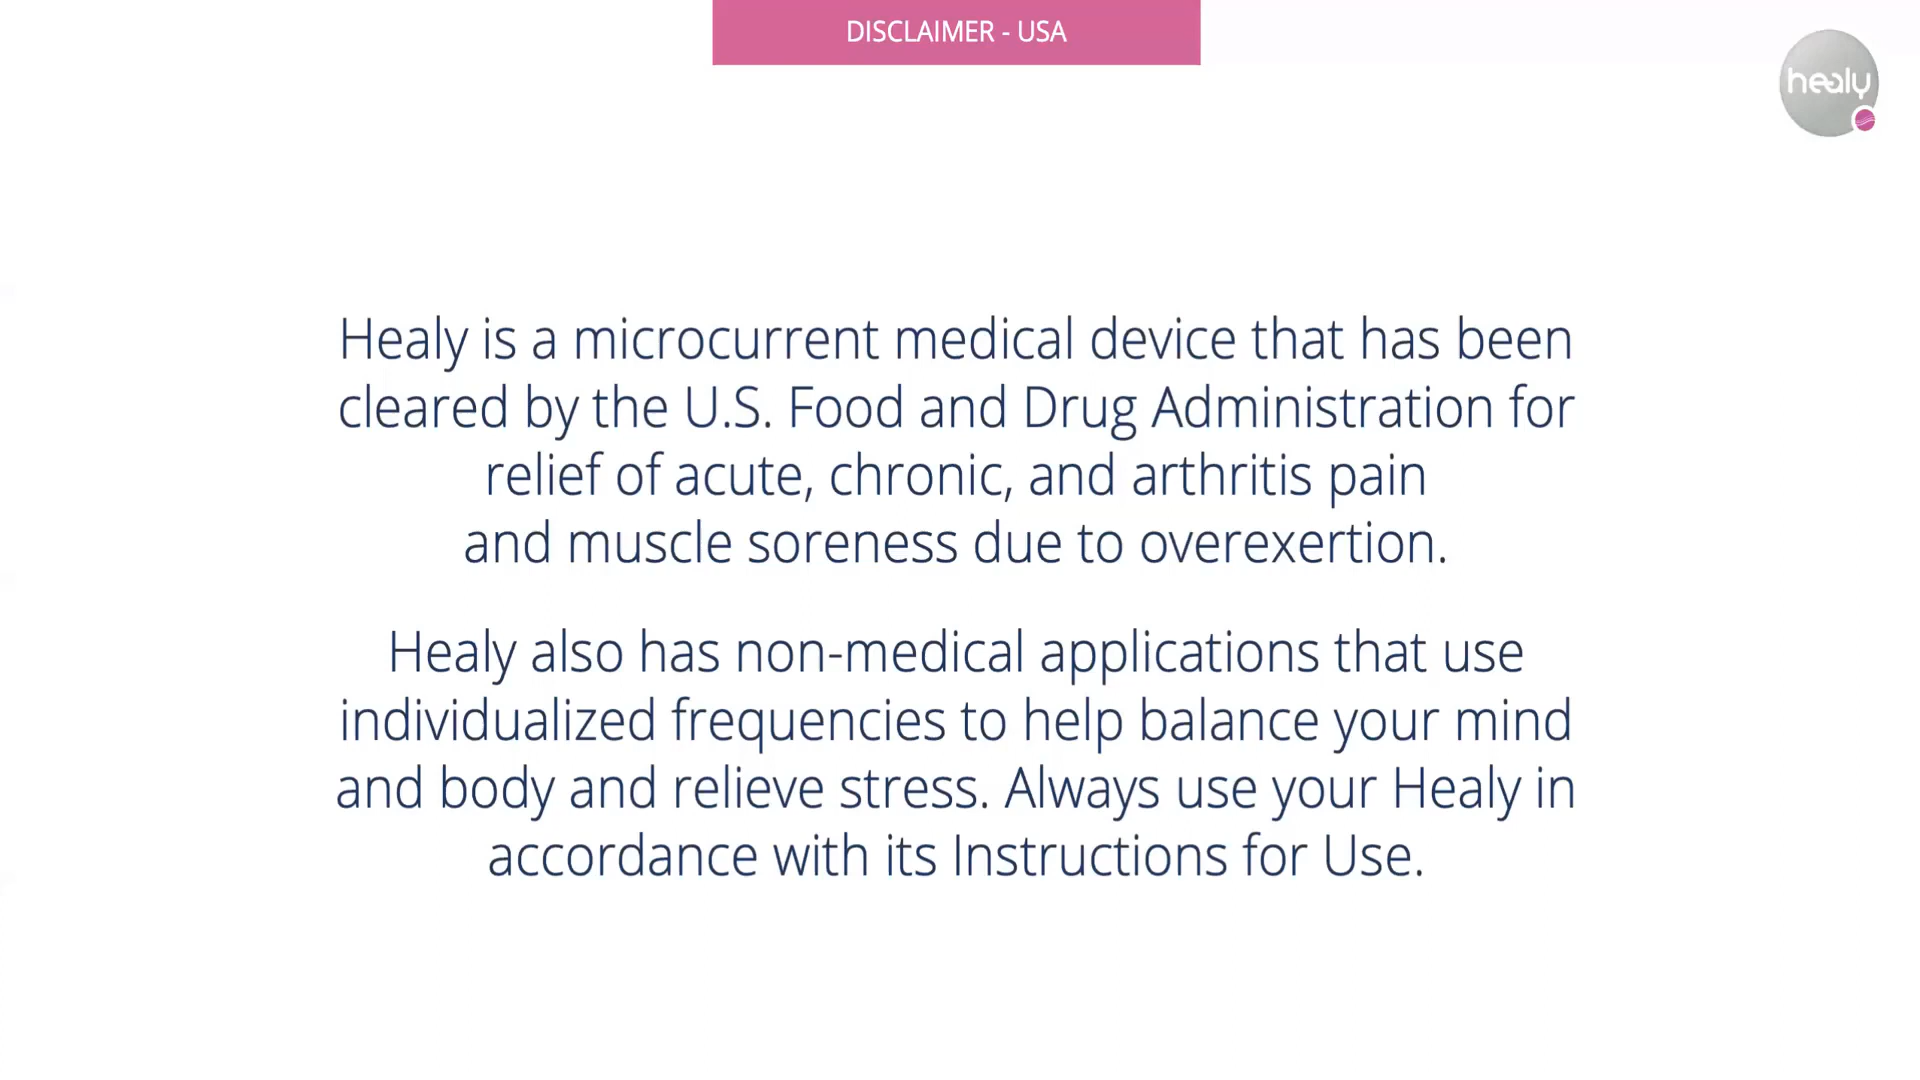 DISCLAIMER - USA
healy
Healy is a microcurrent medical device that has been
cleared by the U.S. Food and Drug Administration for
relief of acute, chronic, and arthritis pain
and muscle soreness due to overexertion.
Healy also has non-medical applications that use
individualized frequencies to help balance your mind
and body and relieve stress. Always use your Healy in
accordance with its Instructions for Use.